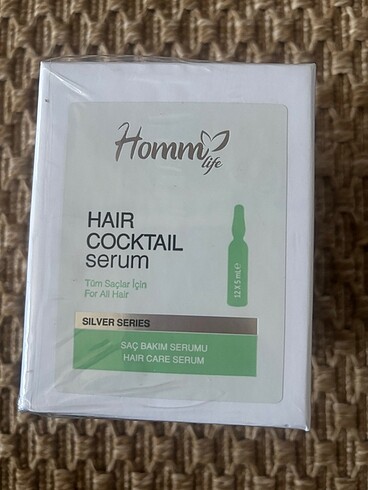 Homm
life
HAIR
COCKTAIL
serum
Tüm Saçlar İçin
For All Hair
12 X 5 mL℮
SILVER SERIES
SAÇ BAKIM SERUMU
HAIR CARE SERUM